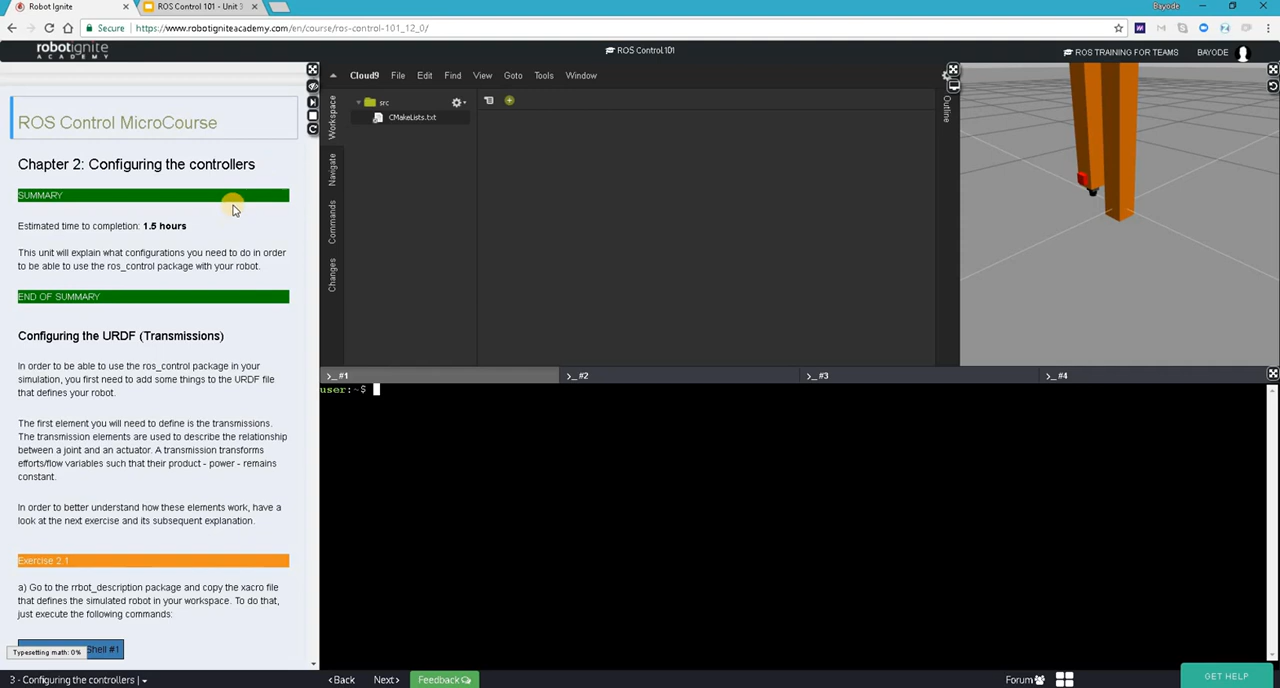 Robot Ignite
ROS Control 101 - Unit 3
Bayode
Secure
https://www.robotigniteacademy.com/en/course/ros-control-101_12_0/
robotignite
ACADEMY
ROS Control 101
ROS TRAINING FOR TEAMS
BAYODE
Cloud9 File Edit Find View Goto Tools Window
Workspace
Navigate
Commands
Changes
src
CMakeLists.txt
Outline
ROS Control MicroCourse
Chapter 2: Configuring the controllers
SUMMARY
Estimated time to completion: 1.5 hours
This unit will explain what configurations you need to do in order
to be able to use the ros_control package with your robot.
END OF SUMMARY
Configuring the URDF (Transmissions)
In order to be able to use the ros_control package in your
simulation, you first need to add some things to the URDF file
that defines your robot.
The first element you will need to define is the transmissions.
The transmission elements are used to describe the relationship
between a joint and an actuator. A transmission transforms
efforts/flow variables such that their product - power - remains
constant.
In order to better understand how these elements work, have a
look at the next exercise and its subsequent explanation.
Exercise 2.1
a) Go to the rrbot_description package and copy the xacro file
that defines the simulated robot in your workspace. To do that,
just execute the following commands:
Shell #1
Typesetting math: 0%
>_ #1
>_ #2
>_ #3
>_ #4
user:~$
3 - Configuring the controllers |
<Back
Next>
Feedback
Forum
GET HELP